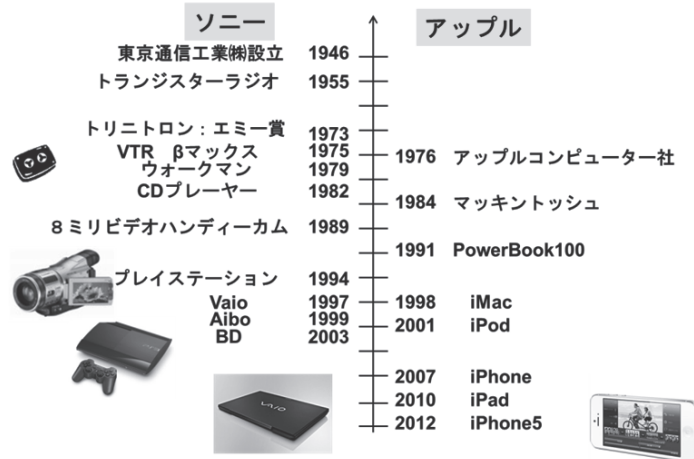 ソニー
東京通信工業㈱設立 1946
トランジスターラジオ 1955
トリニトロン：エミー賞 1973
VTR βマックス 1975
ウォークマン 1979
CDプレーヤー 1982
８ミリビデオハンディーカム 1989
プレイステーション 1994
Vaio 1997
Aibo 1999
BD 2003
VAIO
アップル
1976 アップルコンピューター社
1984 マッキントッシュ
1991 PowerBook100
1998 iMac
2001 iPod
2007 iPhone
2010 iPad
2012 iPhone5